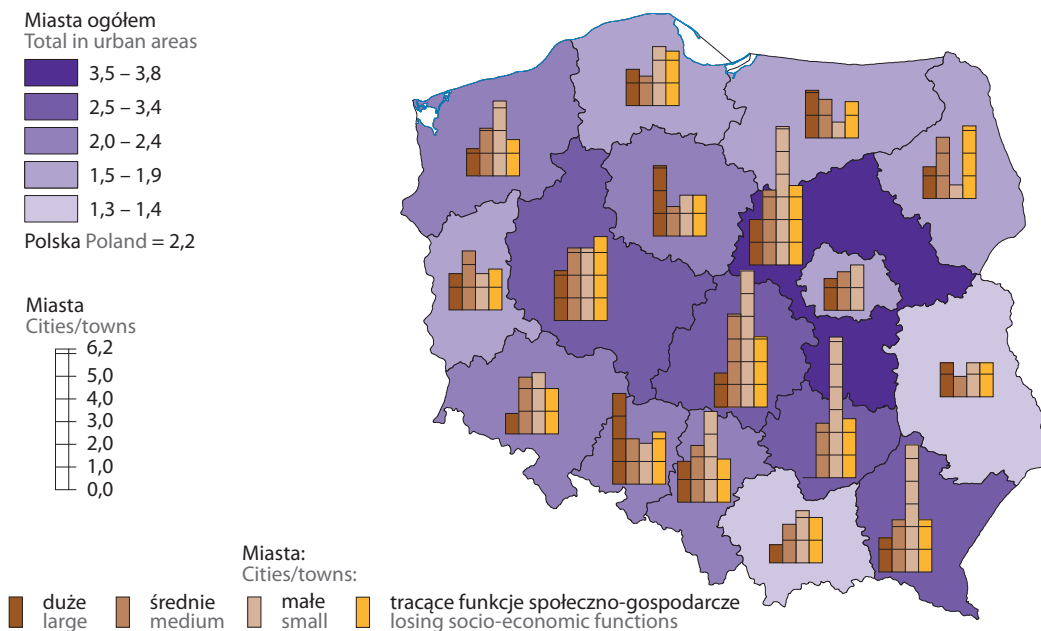 Miasta ogółem
Total in urban areas
3,5 – 3,8
2,5 – 3,4
2,0 – 2,4
1,5 – 1,9
1,3 – 1,4
Polska Poland = 2,2
Miasta
Cities/towns
6,2
5,0
4,0
3,0
2,0
1,0
0,0
Miasta:
Cities/towns:
duże
large
średnie
medium
małe
small
tracące funkcje społeczno-gospodarcze
losing socio-economic functions